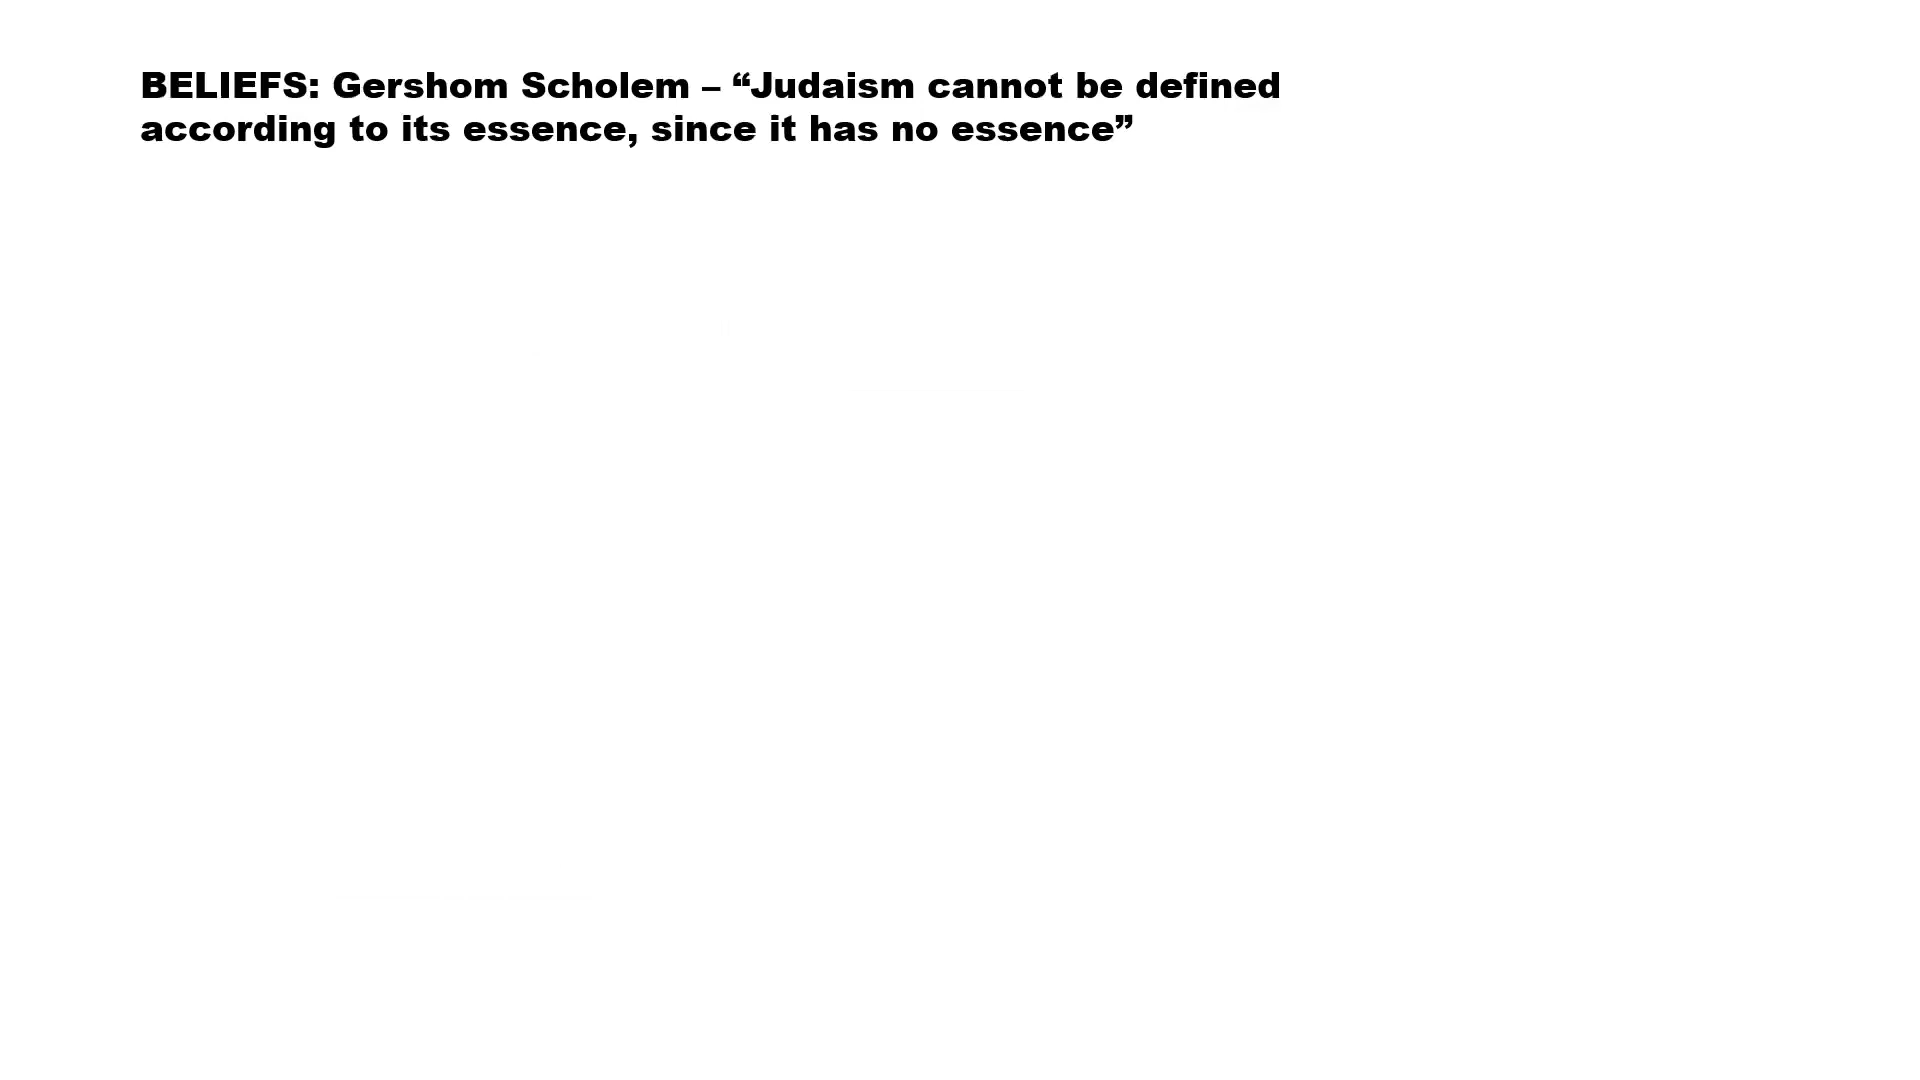 BELIEFS: Gershom Scholem – “Judaism cannot be defined
according to its essence, since it has no essence”